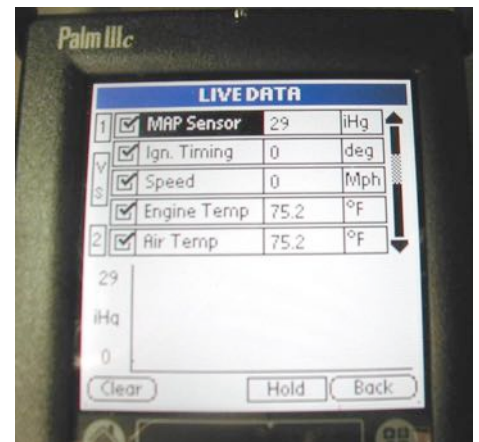 Palm IIIc
LIVE DATA
1 MAP Sensor 29 iHg
Ign. Timing 0 deg
V
S
Speed 0 Mph
Engine Temp 75.2 °F
2 Air Temp 75.2 °F
29
iHg
0
Clear Hold Back